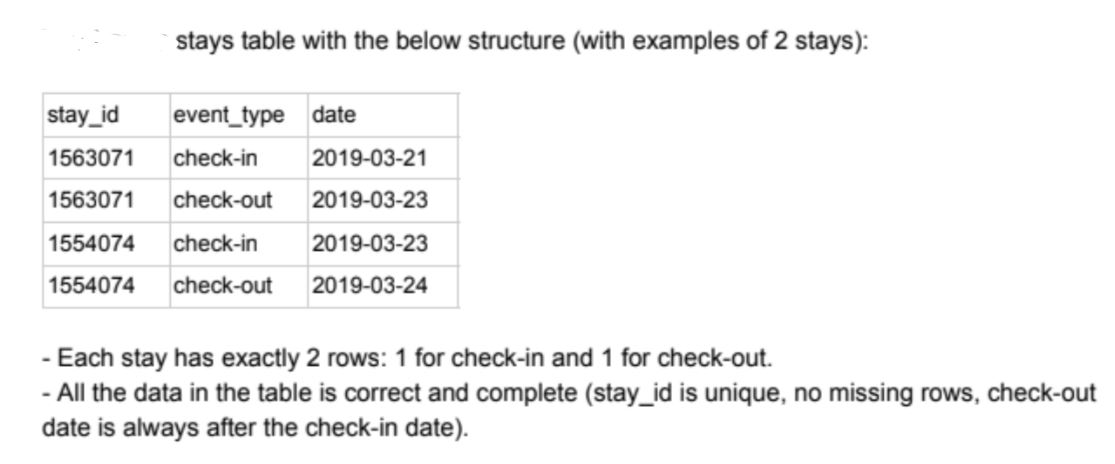 stays table with the below structure (with examples of 2 stays):
stay_id event_type date
1563071 check-in 2019-03-21
1563071 check-out 2019-03-23
1554074 check-in 2019-03-23
1554074 check-out 2019-03-24
- Each stay has exactly 2 rows: 1 for check-in and 1 for check-out.
- All the data in the table is correct and complete (stay_id is unique, no missing rows, check-out
date is always after the check-in date).